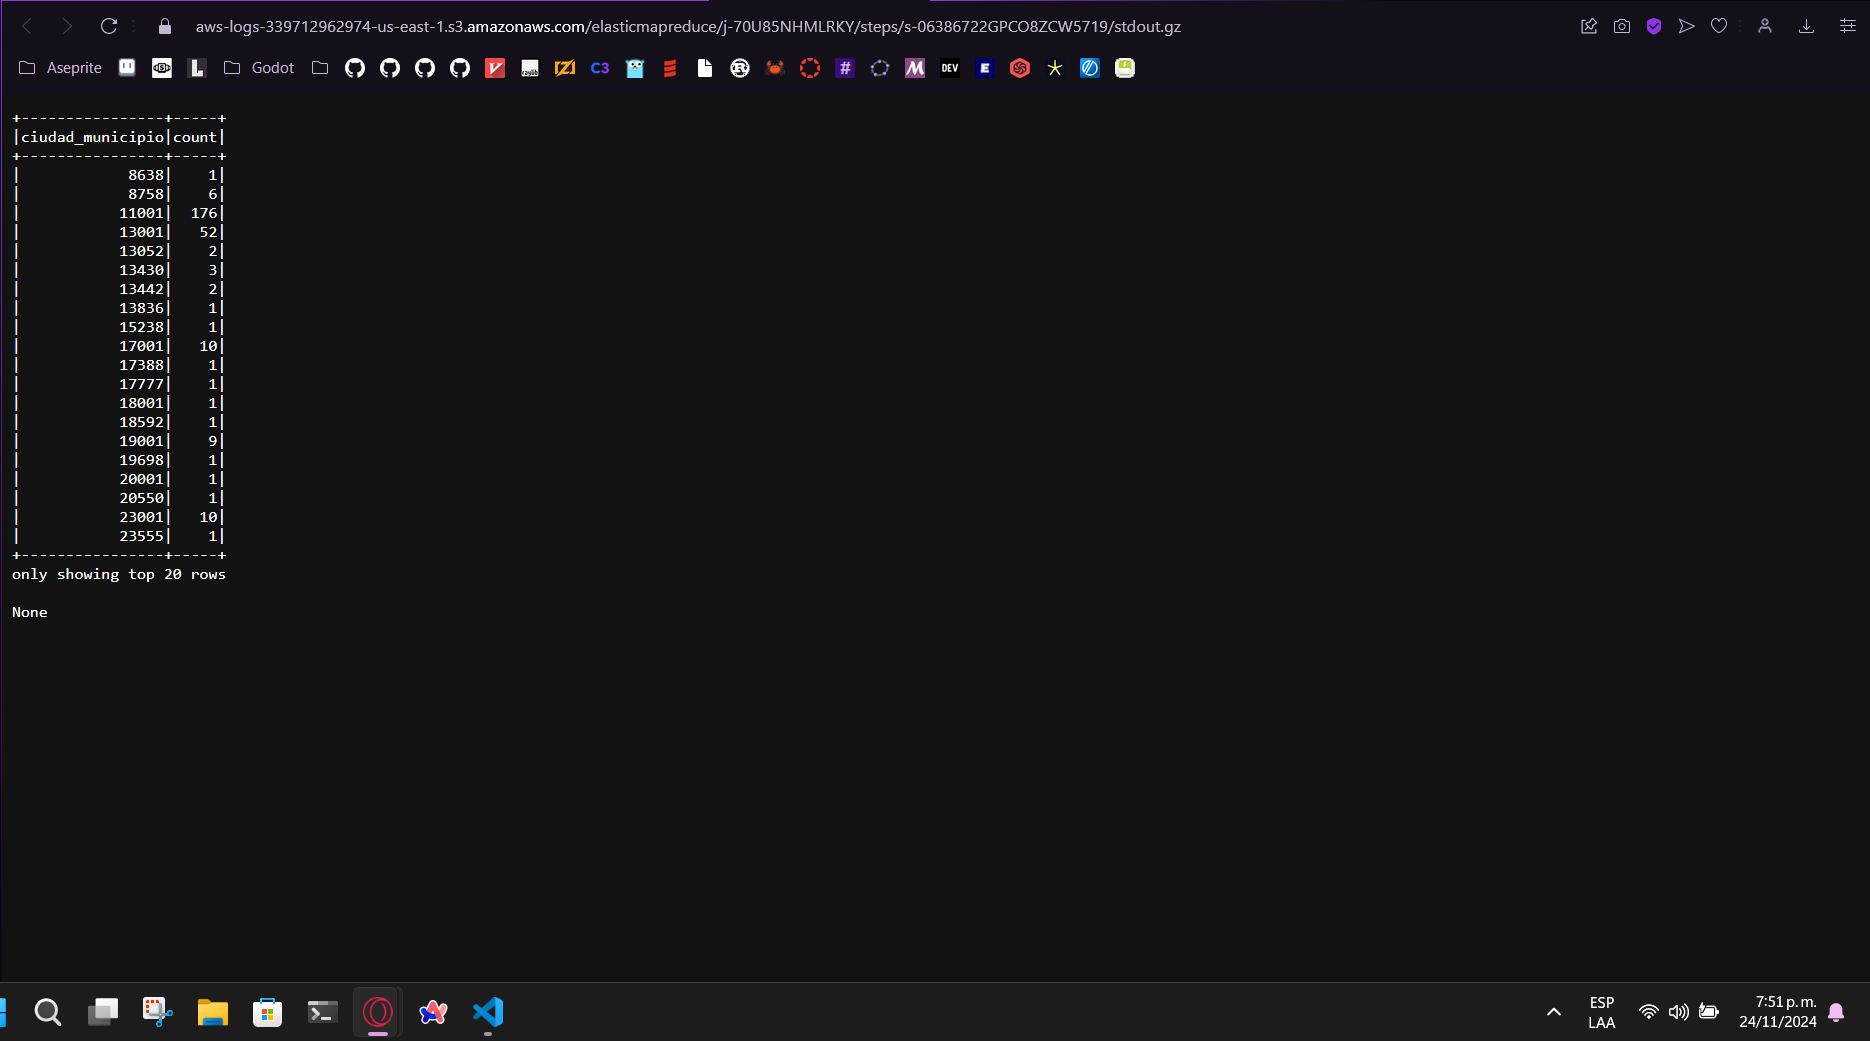 aws-logs-339712962974-us-east-1.s3.amazonaws.com/elasticmapreduce/j-70U85NHMLRKY/steps/s-06386722GPCO8ZCW5719/stdout.gz
Aseprite Godot C3 # DEV E
+----------------+-----+
|ciudad_municipio|count|
+----------------+-----+
|            8638|    1|
|            8758|    6|
|           11001|  176|
|           13001|   52|
|           13052|    2|
|           13430|    3|
|           13442|    2|
|           13836|    1|
|           15238|    1|
|           17001|   10|
|           17388|    1|
|           17777|    1|
|           18001|    1|
|           18592|    1|
|           19001|    9|
|           19698|    1|
|           20001|    1|
|           20550|    1|
|           23001|   10|
|           23555|    1|
+----------------+-----+
only showing top 20 rows
None
ESP
LAA
7:51 p. m.
24/11/2024